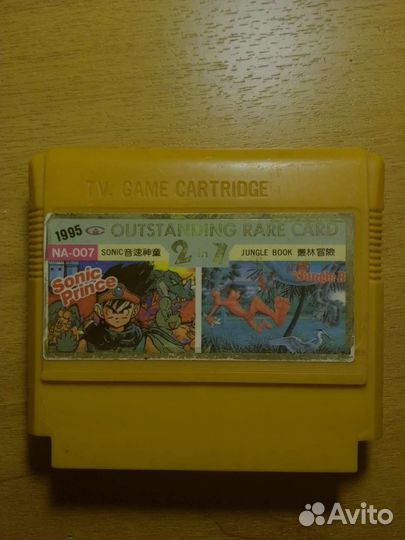 T.V. GAME CARTRIDGE
1995 OUTSTANDING RARE CARD
NA-007 SONIC音速神童 2 in 1 JUNGLE BOOK 叢林冒險
Sonic
Prince
Avito